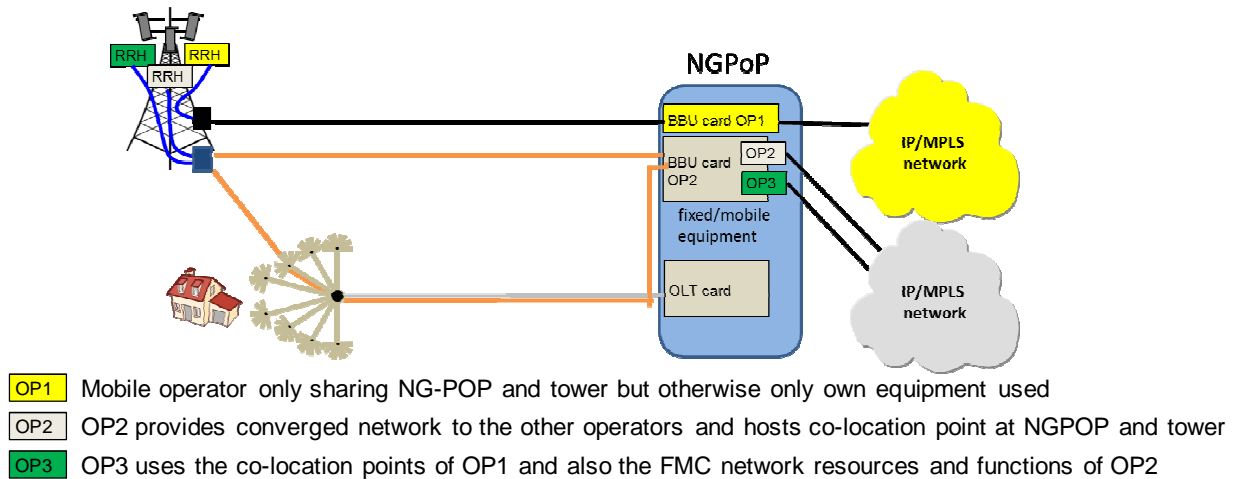 RRH
RRH
RRH
NGPoP
BBU card OP1
BBU card
OP2
OP2
OP3
fixed/mobile
equipment
OLT card
IP/MPLS
network
IP/MPLS
network
OP1 Mobile operator only sharing NG-POP and tower but otherwise only own equipment used
OP2 OP2 provides converged network to the other operators and hosts co-location point at NGPOP and tower
OP3 OP3 uses the co-location points of OP1 and also the FMC network resources and functions of OP2